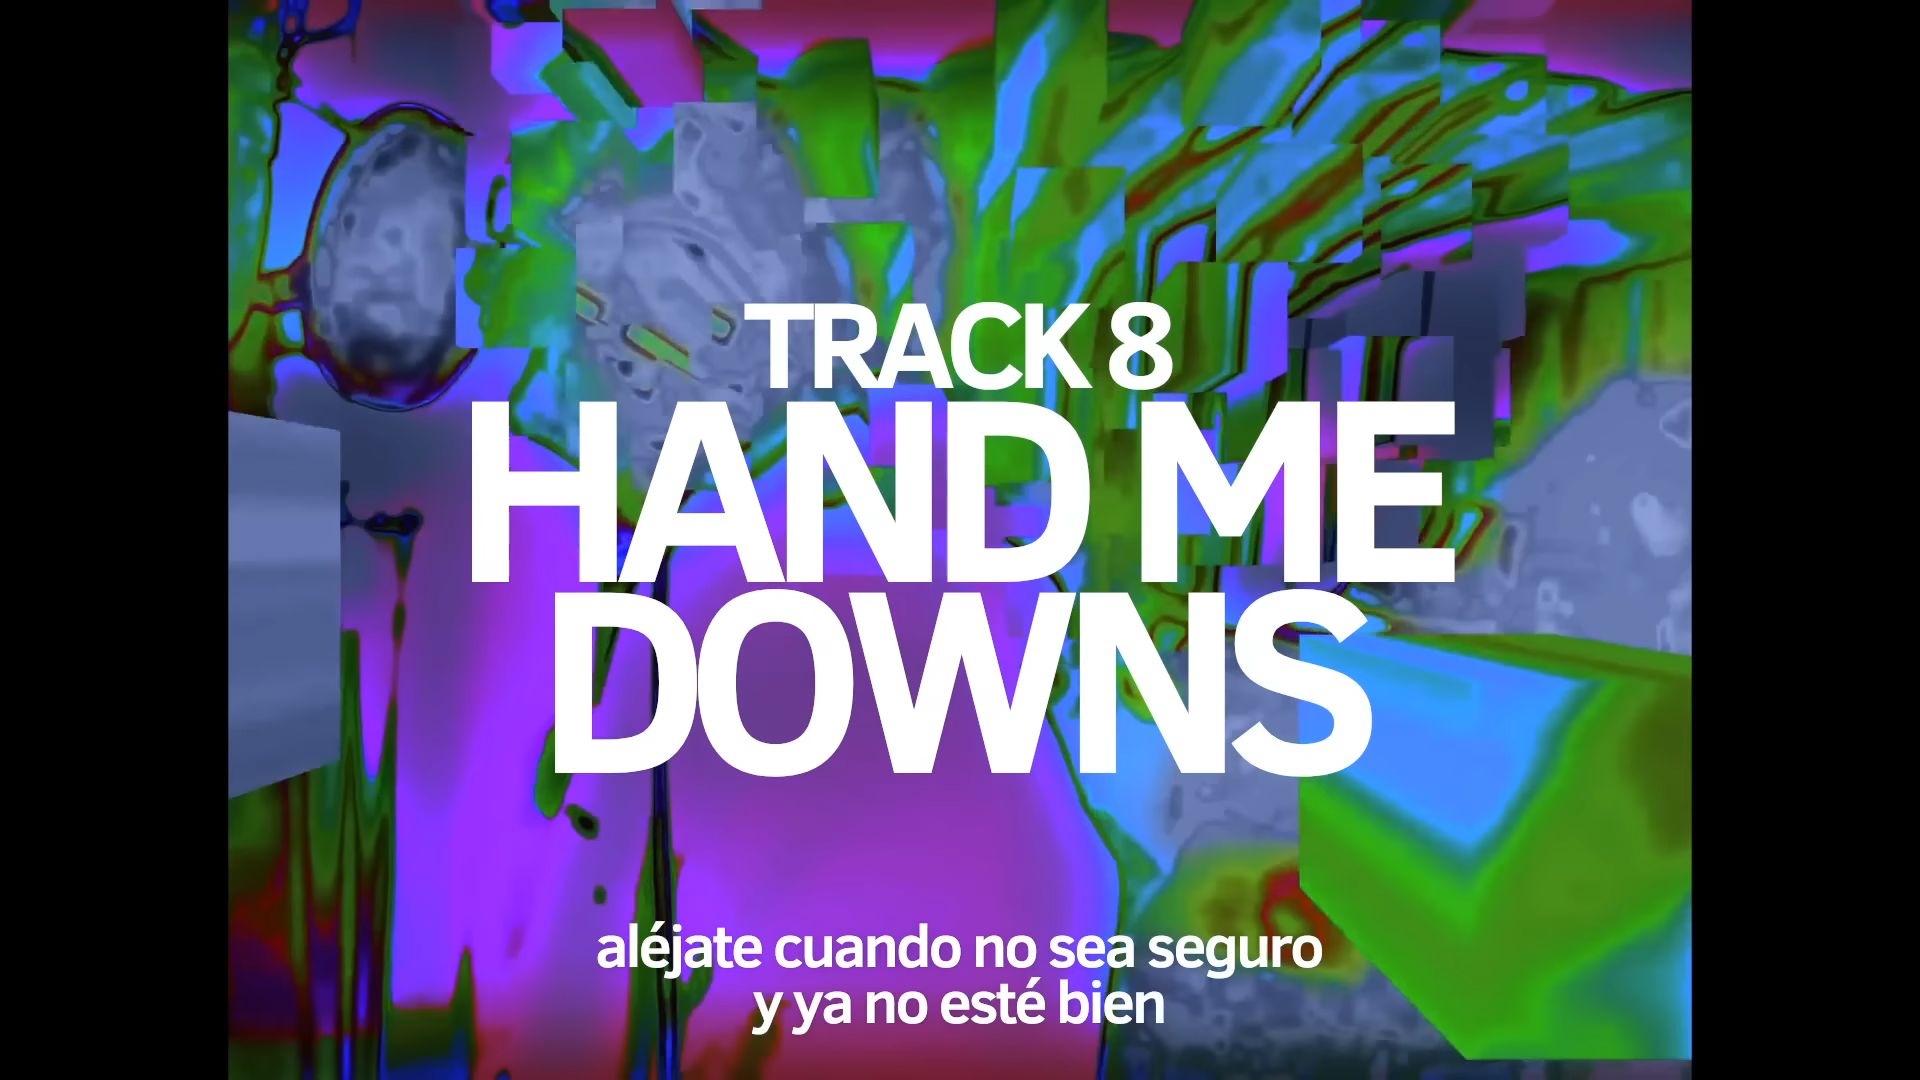 TRACK 8
HAND ME
DOWNS
aléjate cuando no sea seguro
y ya no esté bien